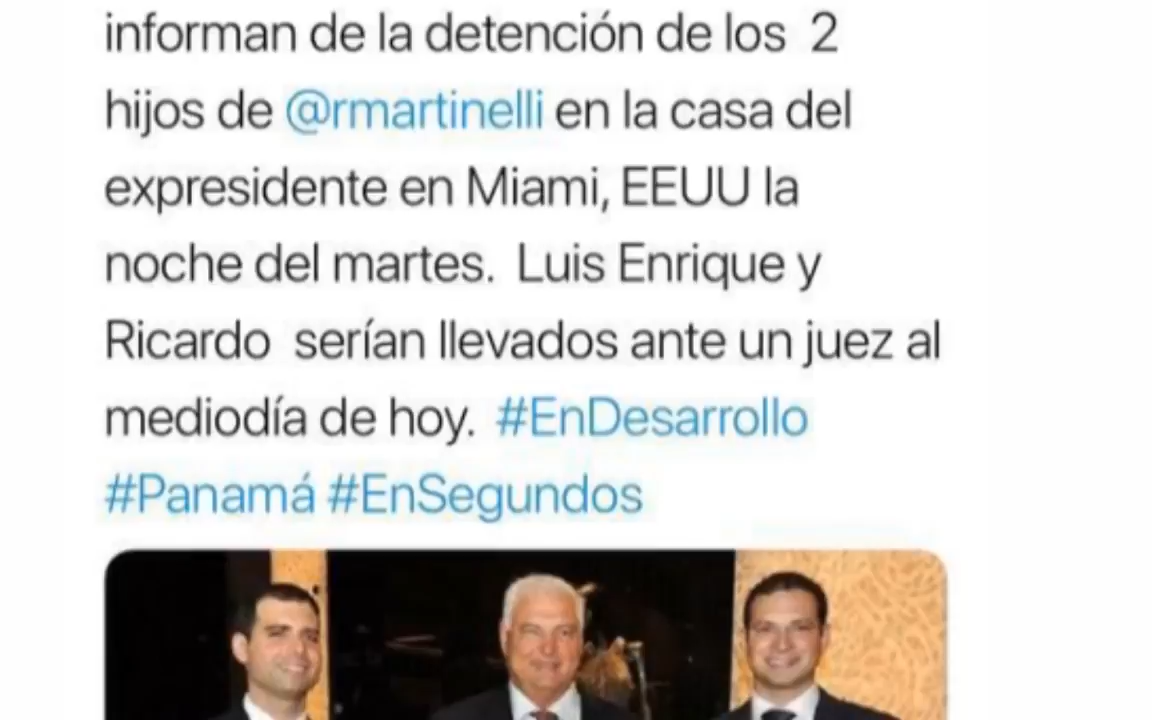 informan de la detención de los 2
hijos de @rmartinelli en la casa del
expresidente en Miami, EEUU la
noche del martes. Luis Enrique y
Ricardo serían llevados ante un juez al
mediodía de hoy. #EnDesarrollo
#Panamá #EnSegundos